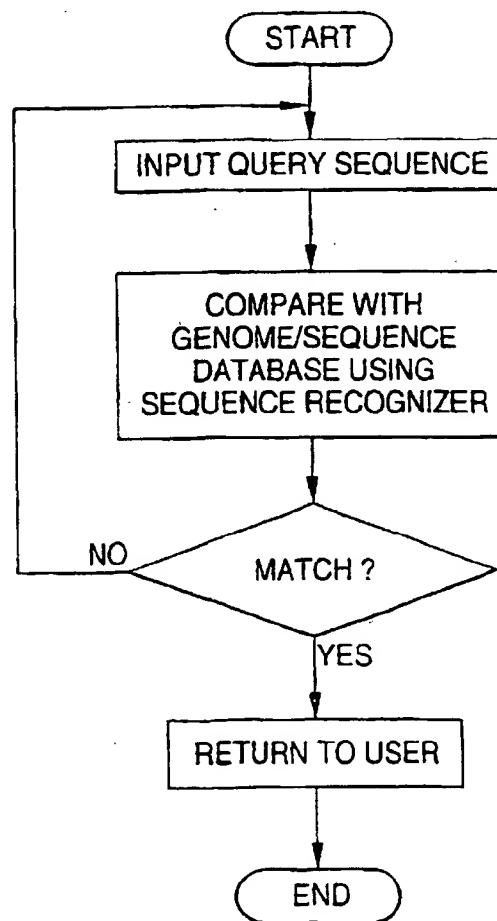 START
INPUT QUERY SEQUENCE
COMPARE WITH
GENOME/SEQUENCE
DATABASE USING
SEQUENCE RECOGNIZER
MATCH ?
NO
YES
RETURN TO USER
END